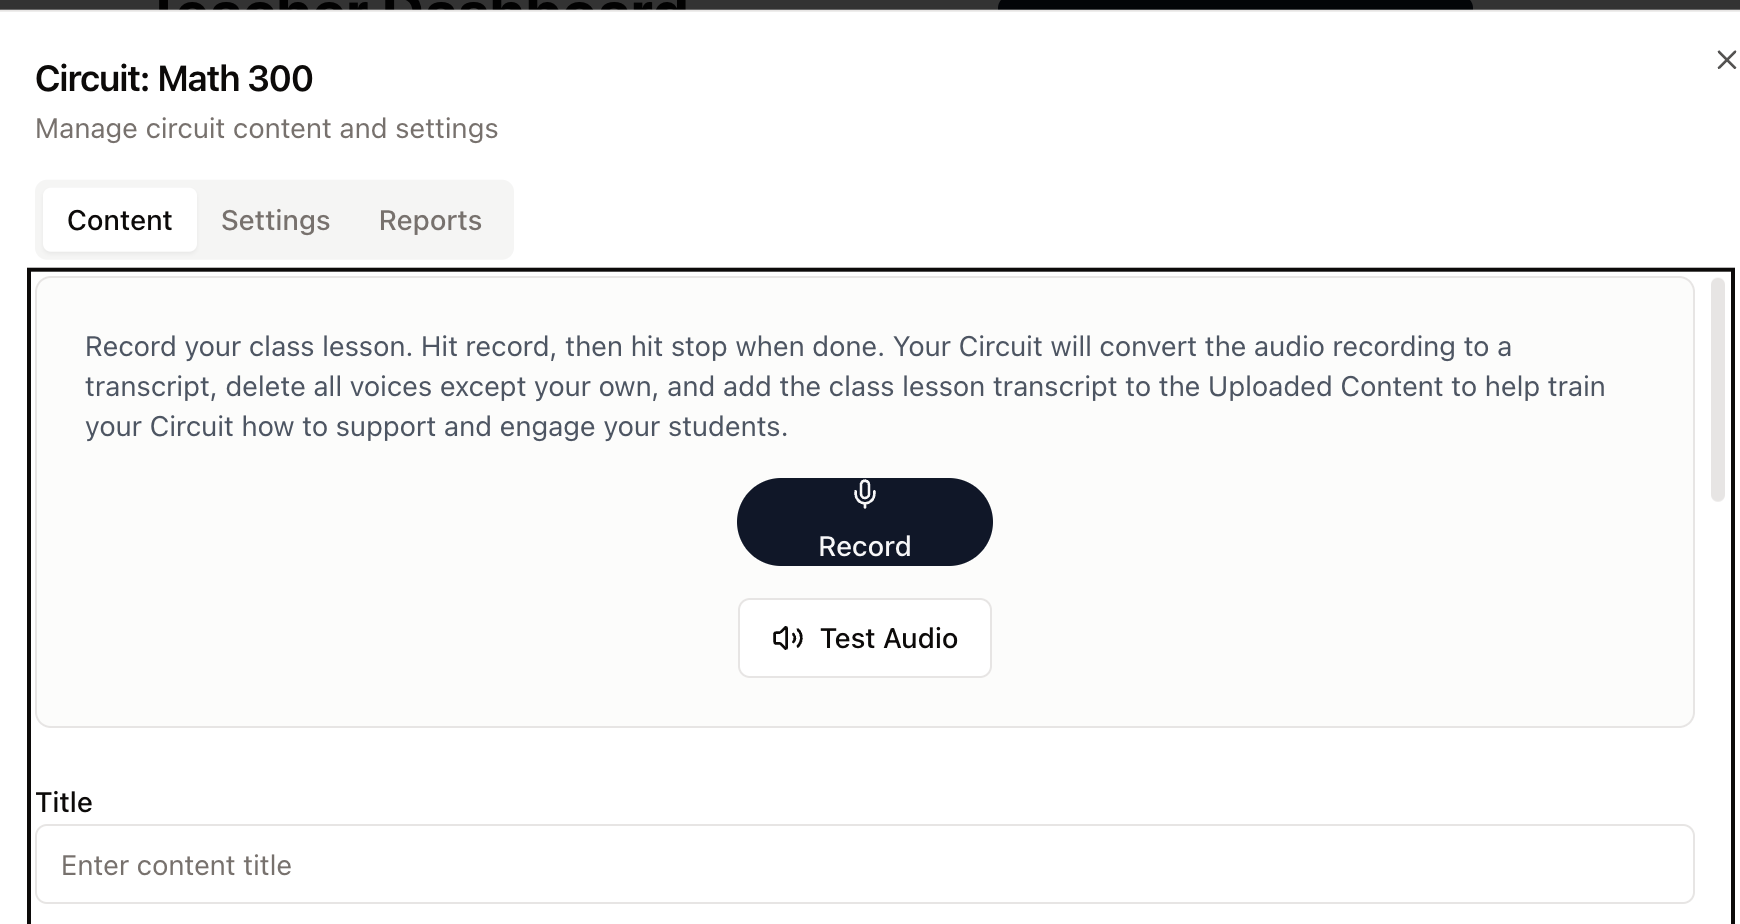 Teacher Dashboard
Circuit: Math 300
Manage circuit content and settings
Content
Settings
Reports
Record your class lesson. Hit record, then hit stop when done. Your Circuit will convert the audio recording to a
transcript, delete all voices except your own, and add the class lesson transcript to the Uploaded Content to help train
your Circuit how to support and engage your students.
Record
Test Audio
Title
Enter content title